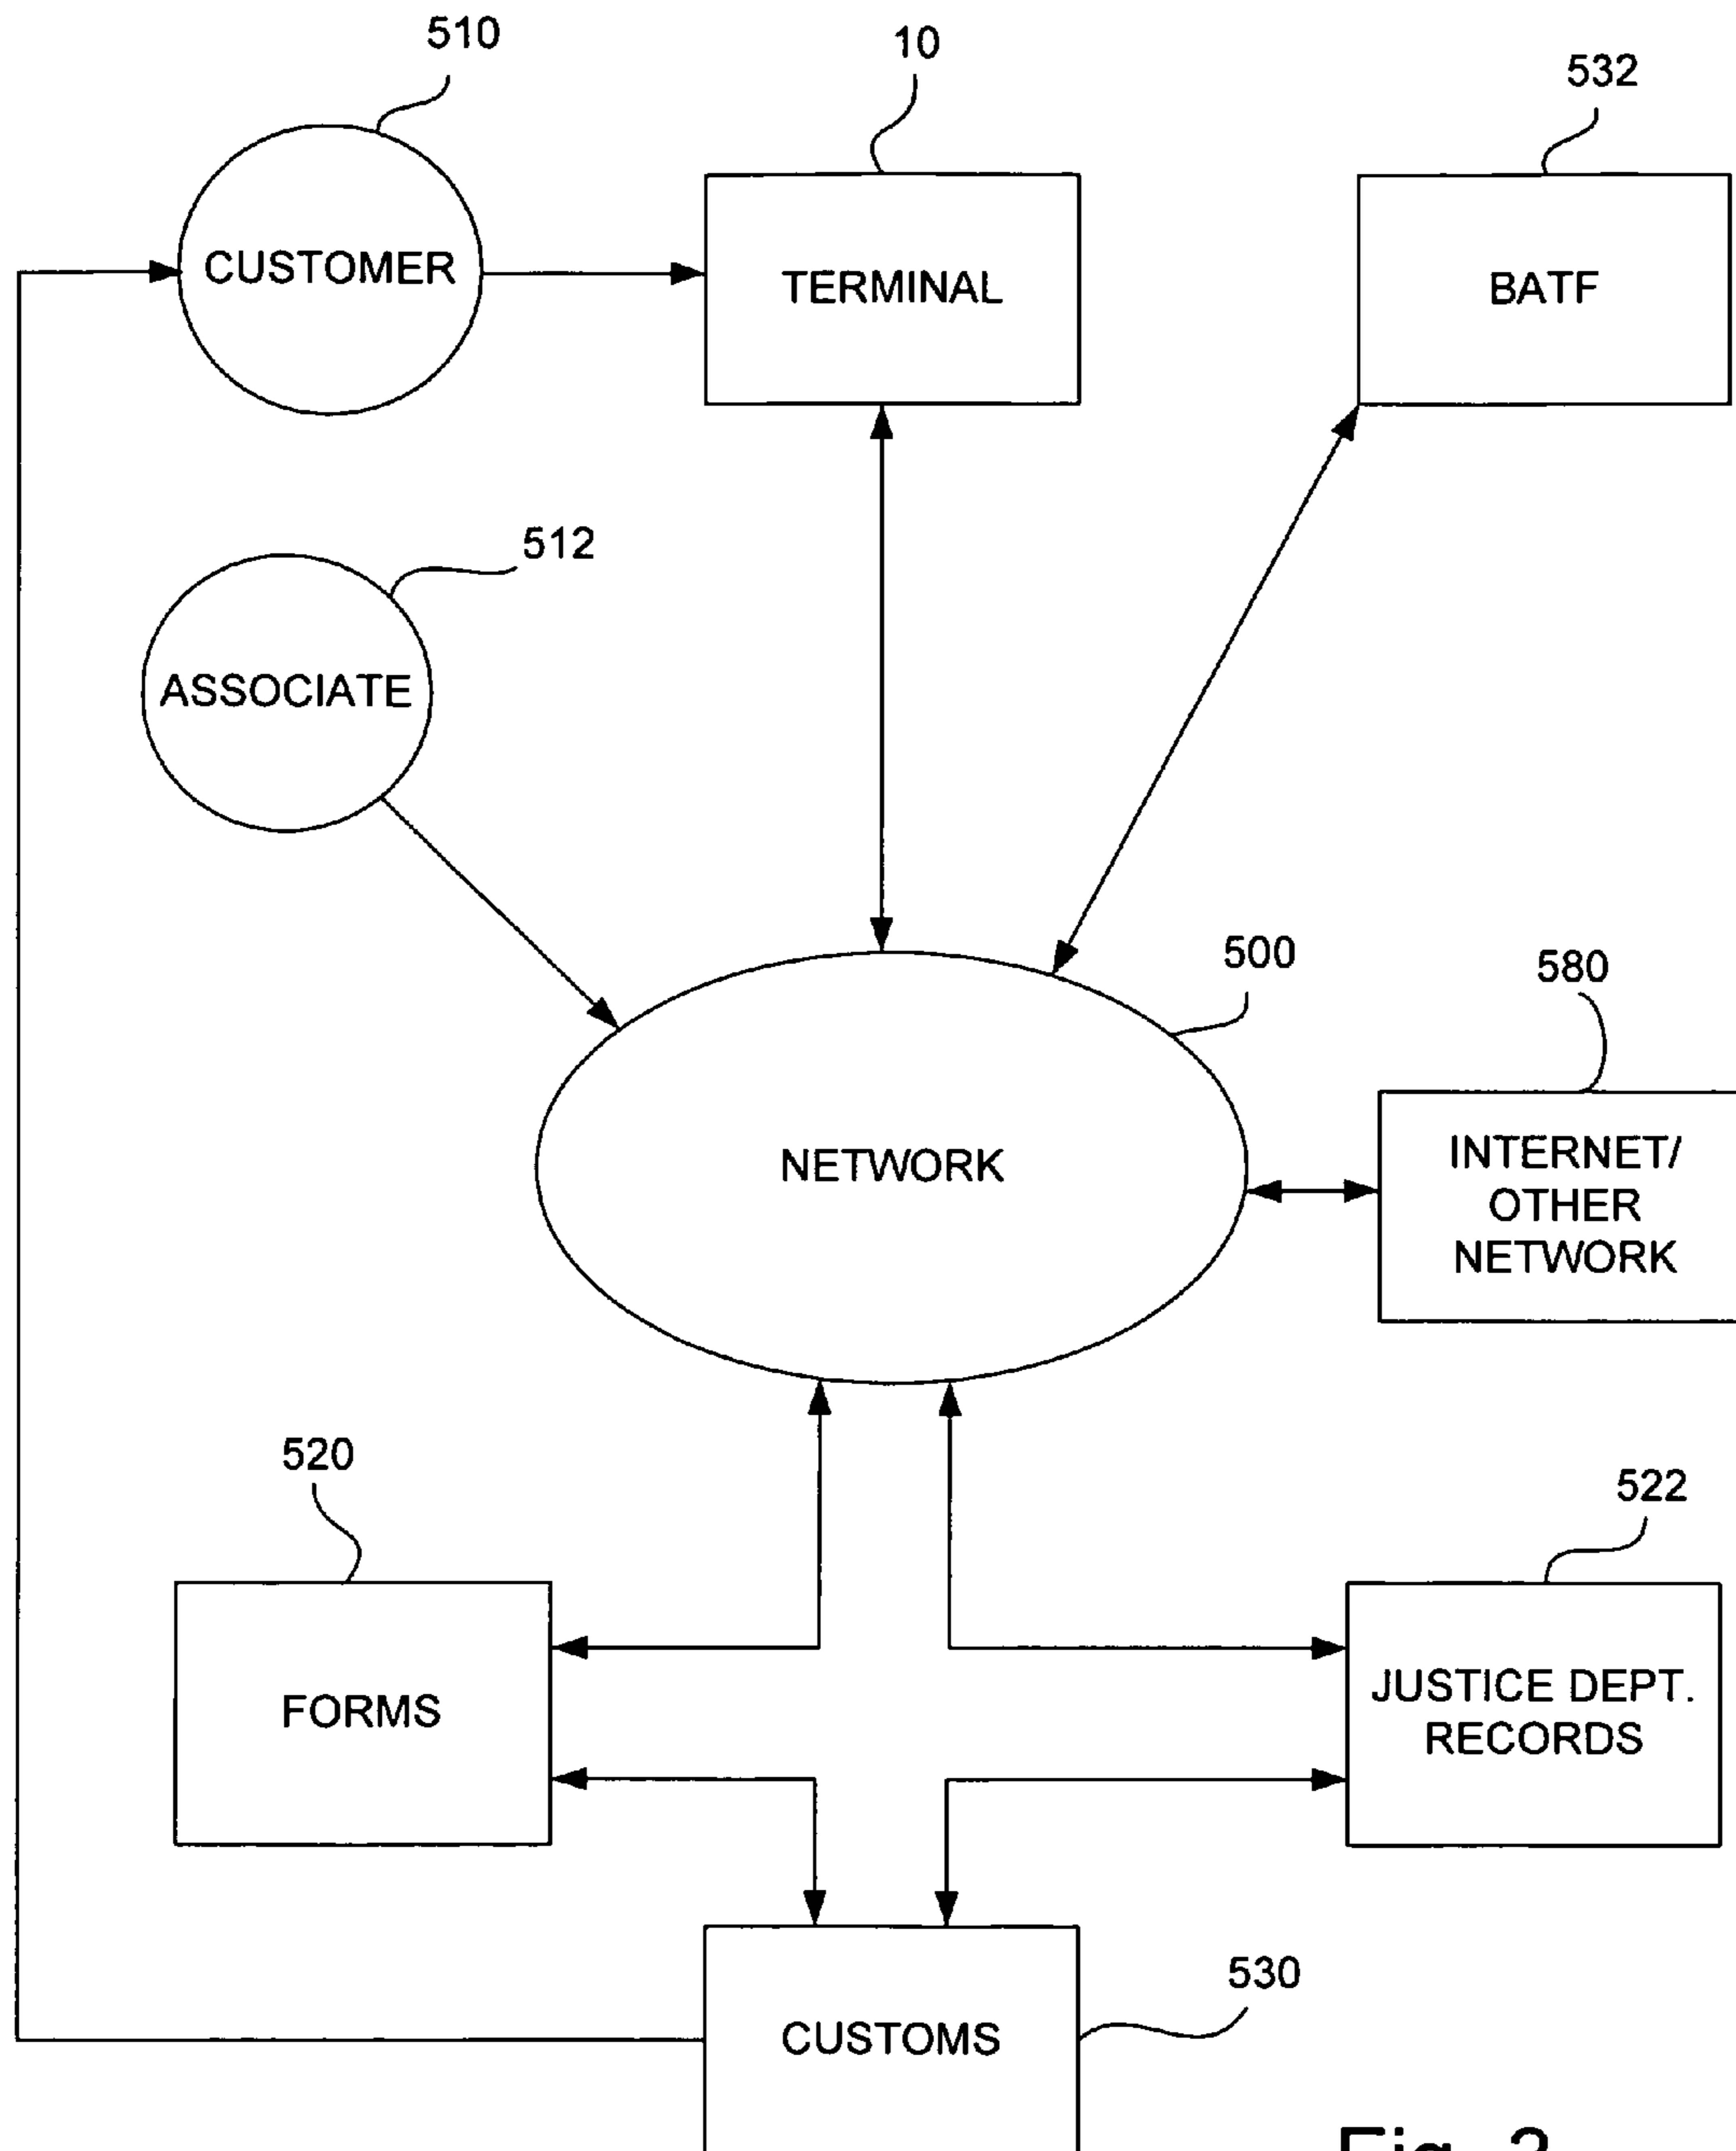 510
10
532
CUSTOMER
TERMINAL
BATF
512
ASSOCIATE
500
580
NETWORK
INTERNET/
OTHER
NETWORK
520
522
FORMS
JUSTICE DEPT.
RECORDS
530
CUSTOMS